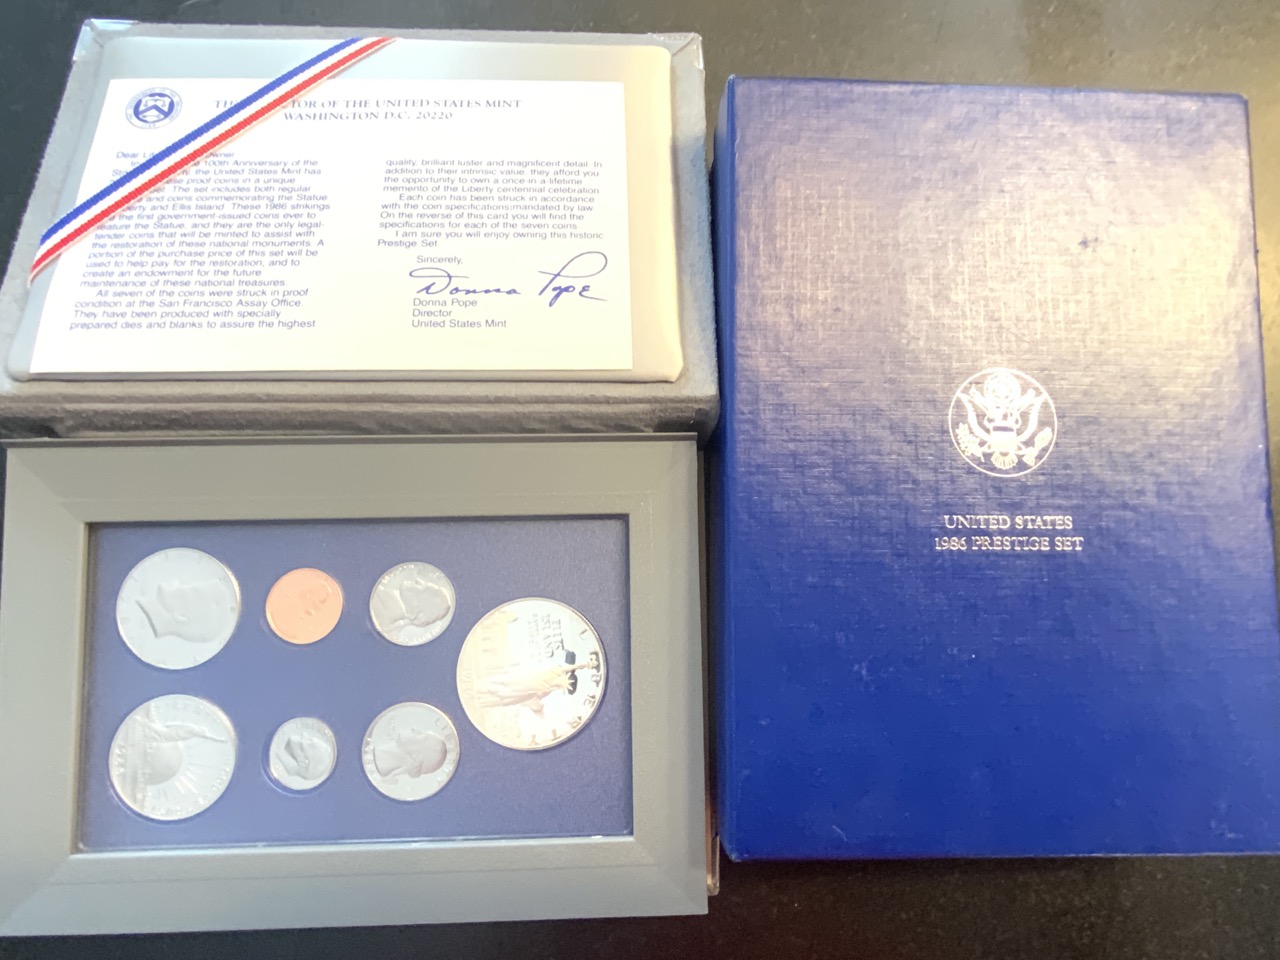 TH TOR OF THE UNITED STATES MINT
WASHINGTON D.C. 20220
Dear Li Owner
100th Anniversary of the
the United States Mint has
proof coins in a unique
The set includes both regular
and coins commemorating the Statue
erty and Ellis Island. These 1986 strikings
the first government-issued coins ever to
feature the Statue, and they are the only legal-
tender coins that will be minted to assist with
the restoration of these national monuments. A
portion of the purchase price of this set will be
used to help pay for the restoration, and to
create an endowment for the future
maintenance of these national treasures
All seven of the coins were struck in proof
condition at the San Francisco Assay Office.
They have been produced with specially
prepared dies and blanks to assure the highest
quality, brilliant luster and magnificent detail. In
addition to their intrinsic value, they afford you
the opportunity to own a once-in-a-lifetime
memento of the Liberty centennial celebration
Each coin has been struck in accordance
with the coin specifications mandated by law
On the reverse of this card you will find the
specifications for each of the seven coins
I am sure you will enjoy owning this historic
Prestige Set
Sincerely,
Donna Pope
Donna Pope
Director
United States Mint
UNITED STATES
1986 PRESTIGE SET
LIBERTY
ELLIS
ISLAND